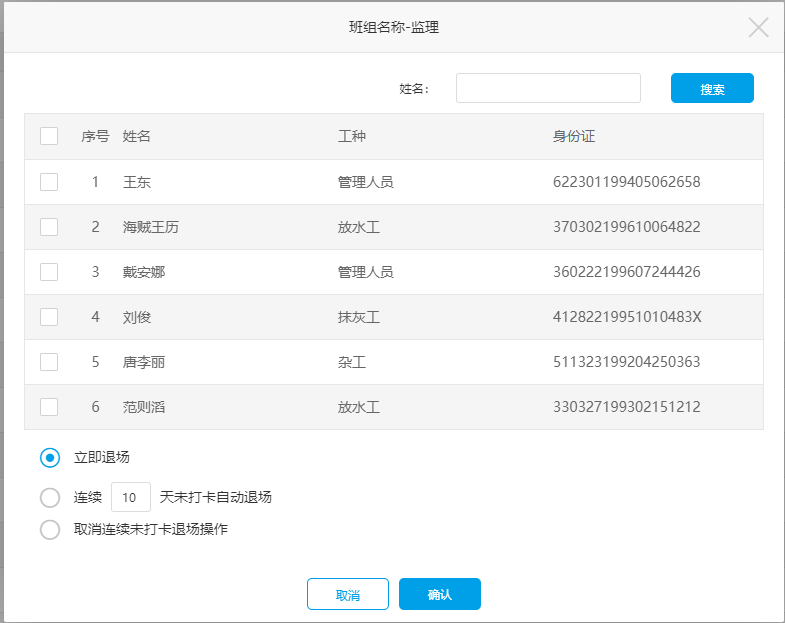 班组名称-监理
姓名： 搜索
序号 姓名 工种 身份证
1 王东 管理人员 622301199405062658
2 海贼王历 放水工 370302199610064822
3 戴安娜 管理人员 360222199607244426
4 刘俊 抹灰工 41282219951010483X
5 唐李丽 杂工 511323199204250363
6 范则滔 放水工 330327199302151212
立即退场
连续 10 天未打卡自动退场
取消连续未打卡退场操作
取消 确认